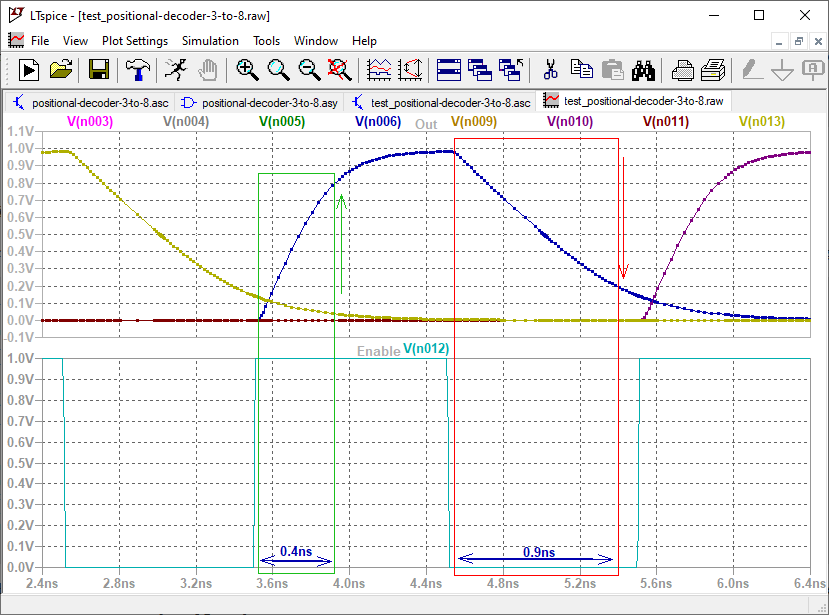 LTspice - [test_positional-decoder-3-to-8.raw]
File View Plot Settings Simulation Tools Window Help
positional-decoder-3-to-8.asc positional-decoder-3-to-8.asy test_positional-decoder-3-to-8.asc test_positional-decoder-3-to-8.raw
V(n003) V(n004) V(n005) V(n006) Out V(n009) V(n010) V(n011) V(n013)
1.1V
1.0V
0.9V
0.8V
0.7V
0.6V
0.5V
0.4V
0.3V
0.2V
0.1V
0.0V
-0.1V
Enable V(n012)
1.0V
0.9V
0.8V
0.7V
0.6V
0.5V
0.4V
0.3V
0.2V
0.1V
0.4ns 0.9ns
0.0V
2.4ns 2.8ns 3.2ns 3.6ns 4.0ns 4.4ns 4.8ns 5.2ns 5.6ns 6.0ns 6.4ns